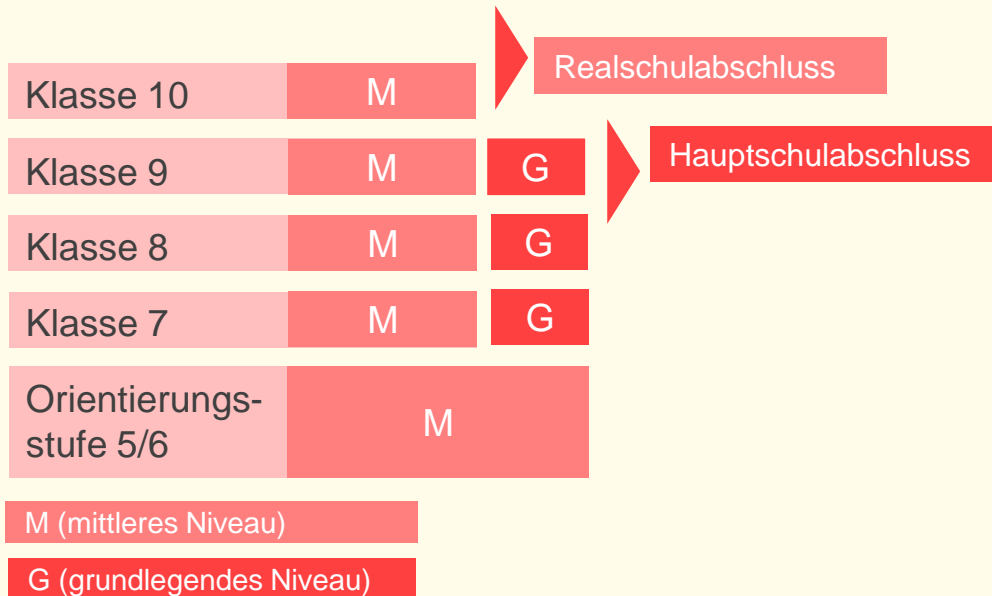 Realschulabschluss
Klasse 10 M
Hauptschulabschluss
Klasse 9 M G
Klasse 8 M G
Klasse 7 M G
Orientierungs-
stufe 5/6 M
M (mittleres Niveau)
G (grundlegendes Niveau)